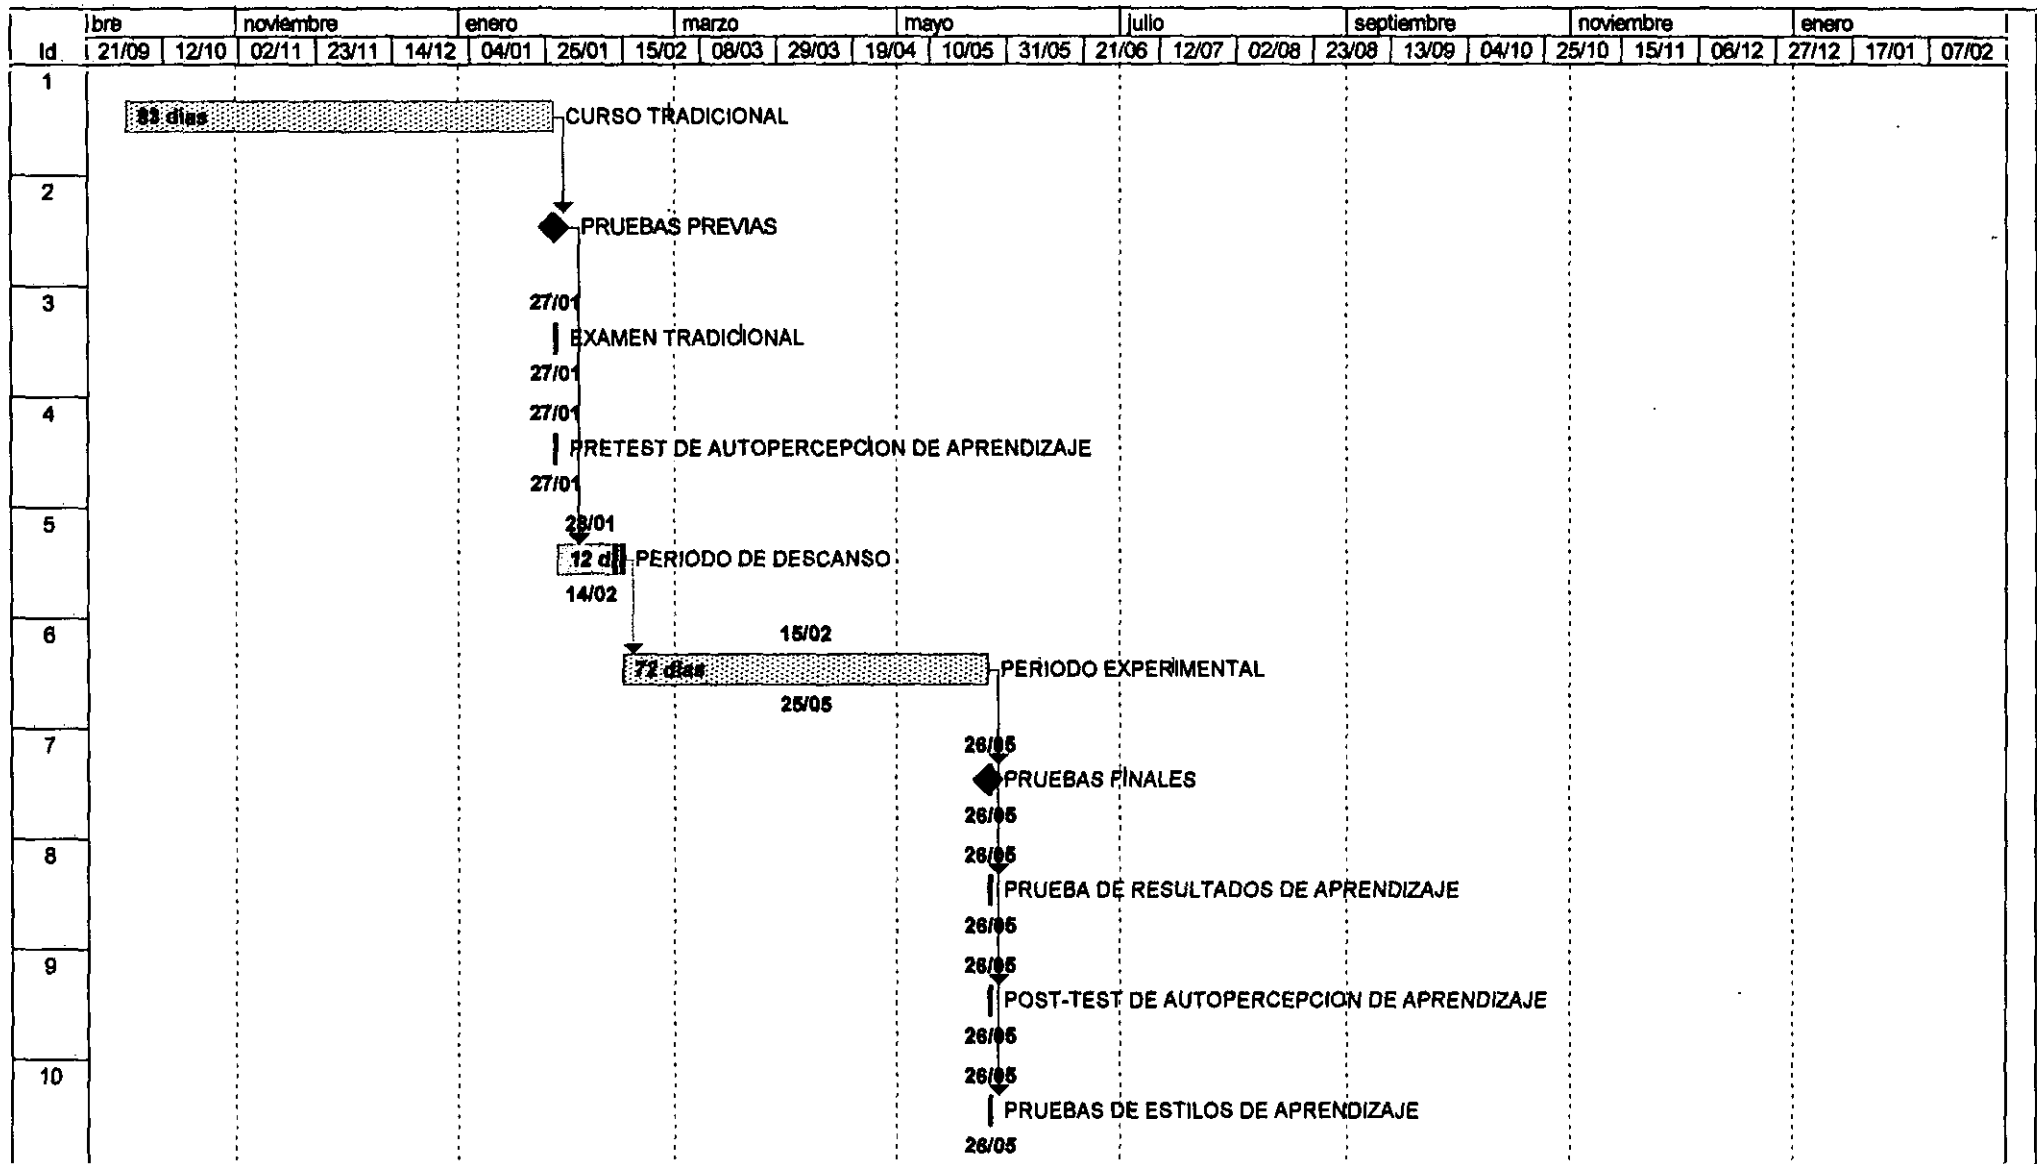 bre noviembre enero marzo mayo julio septiembre noviembre enero
Id 21/09 12/10 02/11 23/11 14/12 04/01 25/01 15/02 08/03 29/03 19/04 10/05 31/05 21/06 12/07 02/08 23/08 13/09 04/10 25/10 15/11 06/12 27/12 17/01 07/02
1
83 dias CURSO TRADICIONAL
2
PRUEBAS PREVIAS
3 27/01
EXAMEN TRADICIONAL
27/01
4 27/01
PRETEST DE AUTOPERCEPCION DE APRENDIZAJE
27/01
5 28/01
12 d PERIODO DE DESCANSO
14/02
6 15/02
72 dias PERIODO EXPERIMENTAL
25/05
7 26/05
PRUEBAS FINALES
26/05
8 26/05
PRUEBA DE RESULTADOS DE APRENDIZAJE
26/05
9 26/05
POST-TEST DE AUTOPERCEPCION DE APRENDIZAJE
26/05
10 26/05
PRUEBAS DE ESTILOS DE APRENDIZAJE
26/05